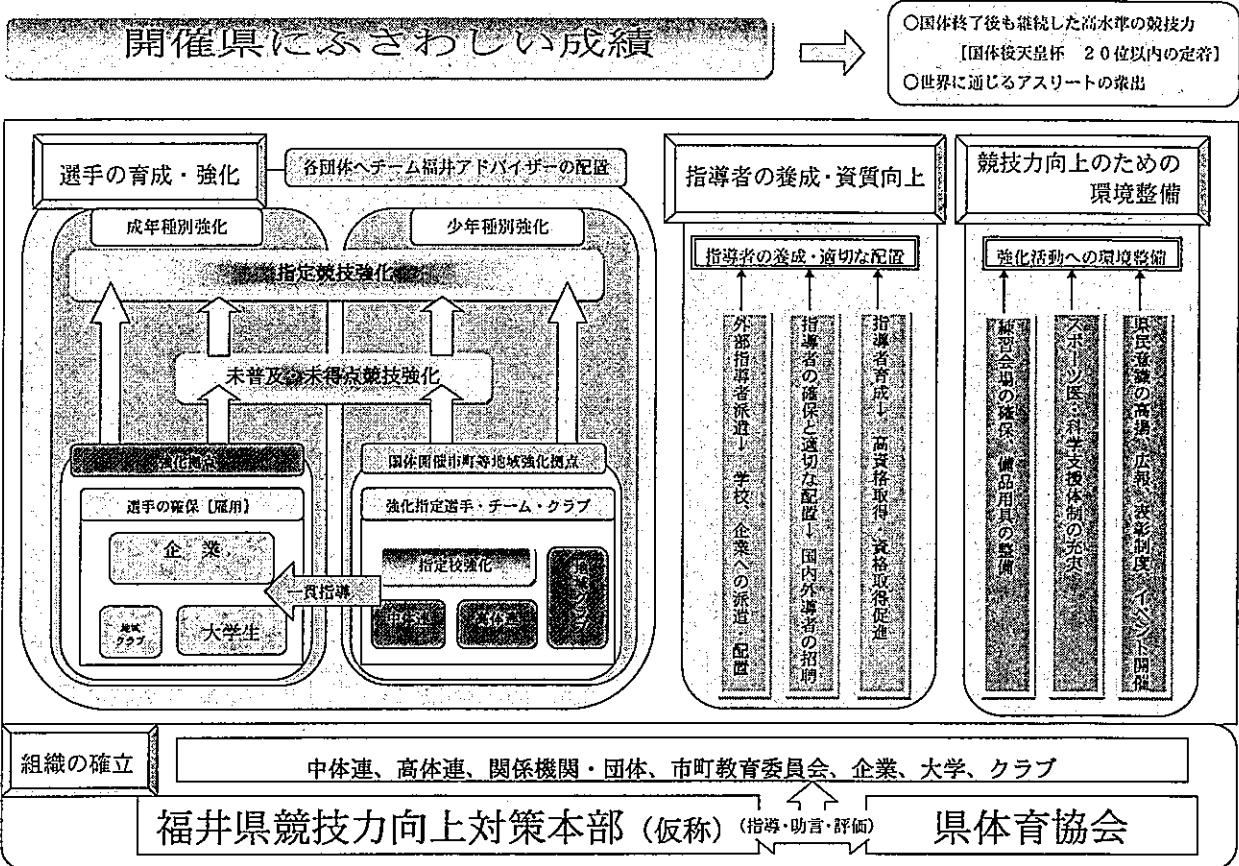 開催県にふさわしい成績
○国体終了後も継続した高水準の競技力
［国体後天皇杯　２０位以内の定着］
○世界に通じるアスリートの輩出
選手の育成・強化
各団体へチーム福井アドバイザーの配置
成年種別強化
少年種別強化
指定競技強化
未普及・未得点競技強化
強化拠点
選手の確保［雇用］
企　業
地域
クラブ
大学生
一貫指導
国体開催市町等地域強化拠点
強化指定選手・チーム・クラブ
指定校強化
中体連
高体連
地域クラブ
指導者の養成・資質向上
指導者の養成・適切な配置
外部指導者派遣→　学校、企業への派遣・配置
指導者の確保と適切な配置→　国内外導者の招聘
指導者育成→　高資格取得・資格取得促進
競技力向上のための
環境整備
強化活動への環境整備
練習会場の確保、備品用具の整備
スポーツ医・科学支援体制の充実
県民意識の高揚　広報、表彰制度、イベント開催
組織の確立
中体連、高体連、関係機関・団体、市町教育委員会、企業、大学、クラブ
福井県競技力向上対策本部（仮称）
（指導・助言・評価）
県体育協会